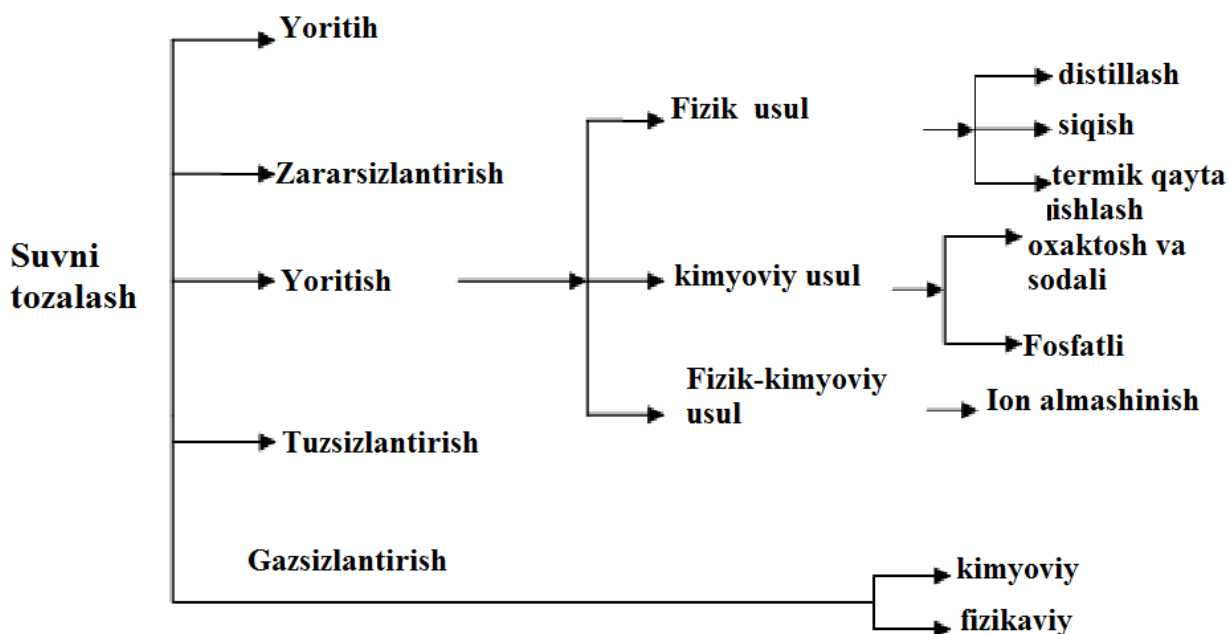 Suvni
tozalash
Yoritih
Zararsizlantirish
Yoritish
Tuzsizlantirish
Gazsizlantirish
Fizik usul
kimyoviy usul
Fizik-kimyoviy
usul
distillash
siqish
termik qayta
ishlash
oxaktosh va
sodali
Fosfatli
Ion almashinish
kimyoviy
fizikaviy